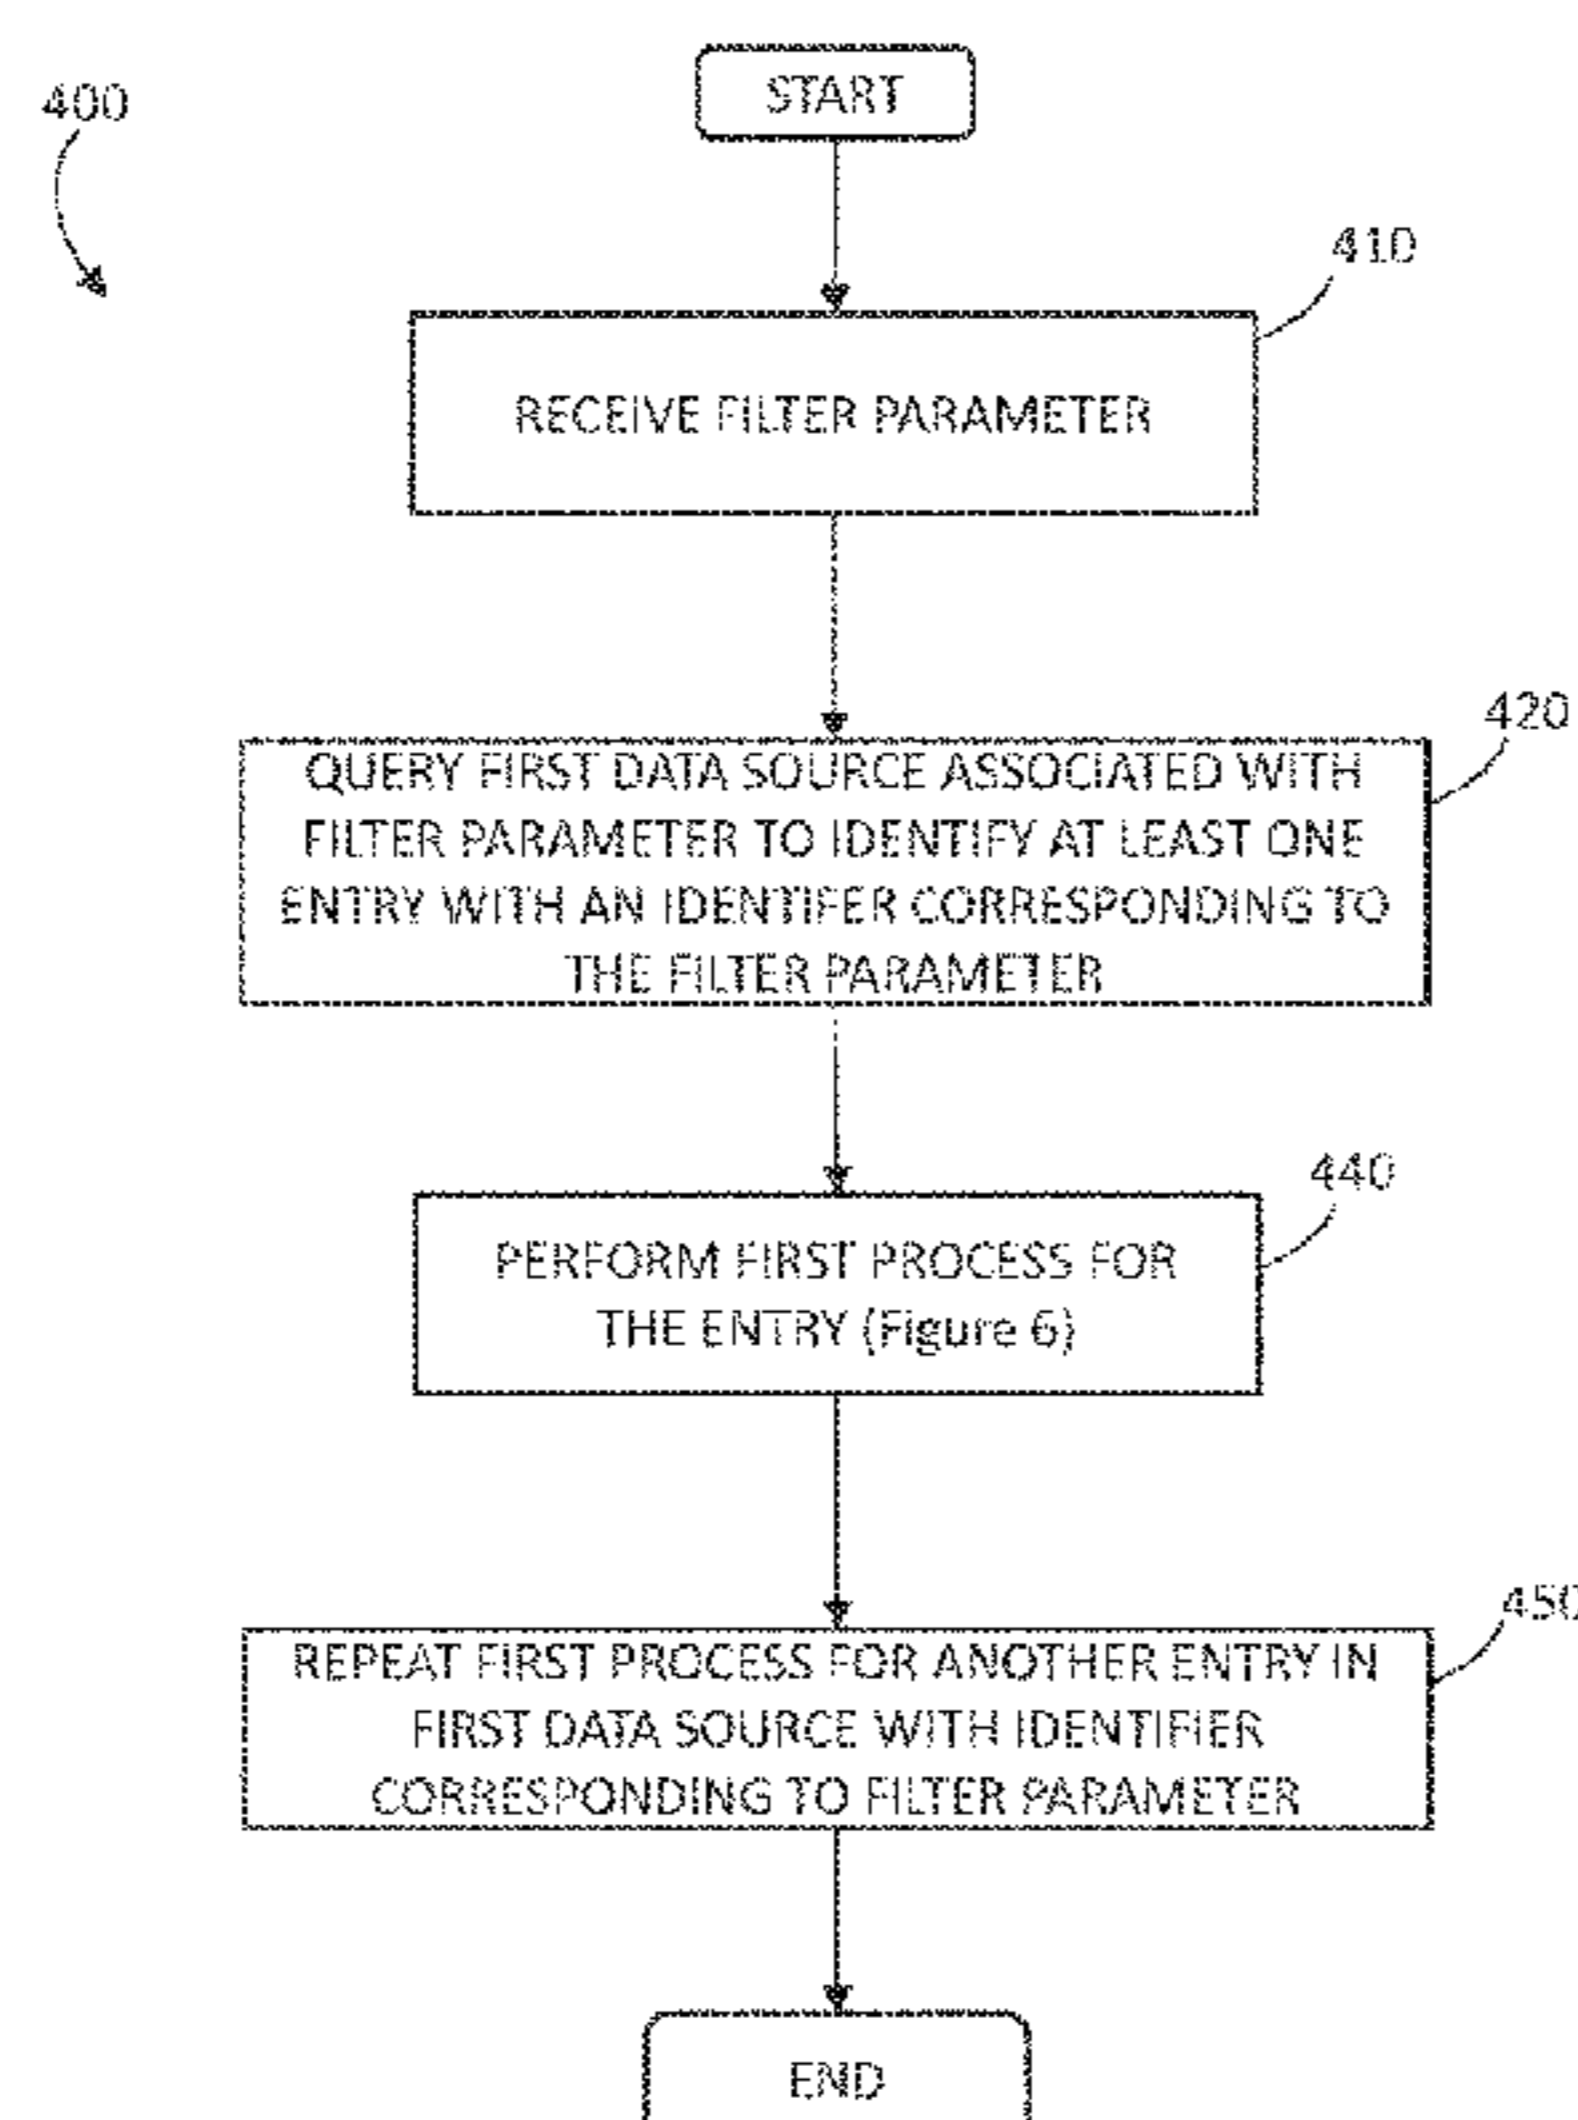 400
START
410
RECEIVE FILTER PARAMETER
420
QUERY FIRST DATA SOURCE ASSOCIATED WITH
FILTER PARAMETER TO IDENTIFY AT LEAST ONE
ENTRY WITH AN IDENTIFER CORRESPONDING TO
THE FILTER PARAMETER
440
PERFORM FIRST PROCESS FOR
THE ENTRY (Figure 6)
450
REPEAT FIRST PROCESS FOR ANOTHER ENTRY IN
FIRST DATA SOURCE WITH IDENTIFIER
CORRESPONDING TO FILTER PARAMETER
END